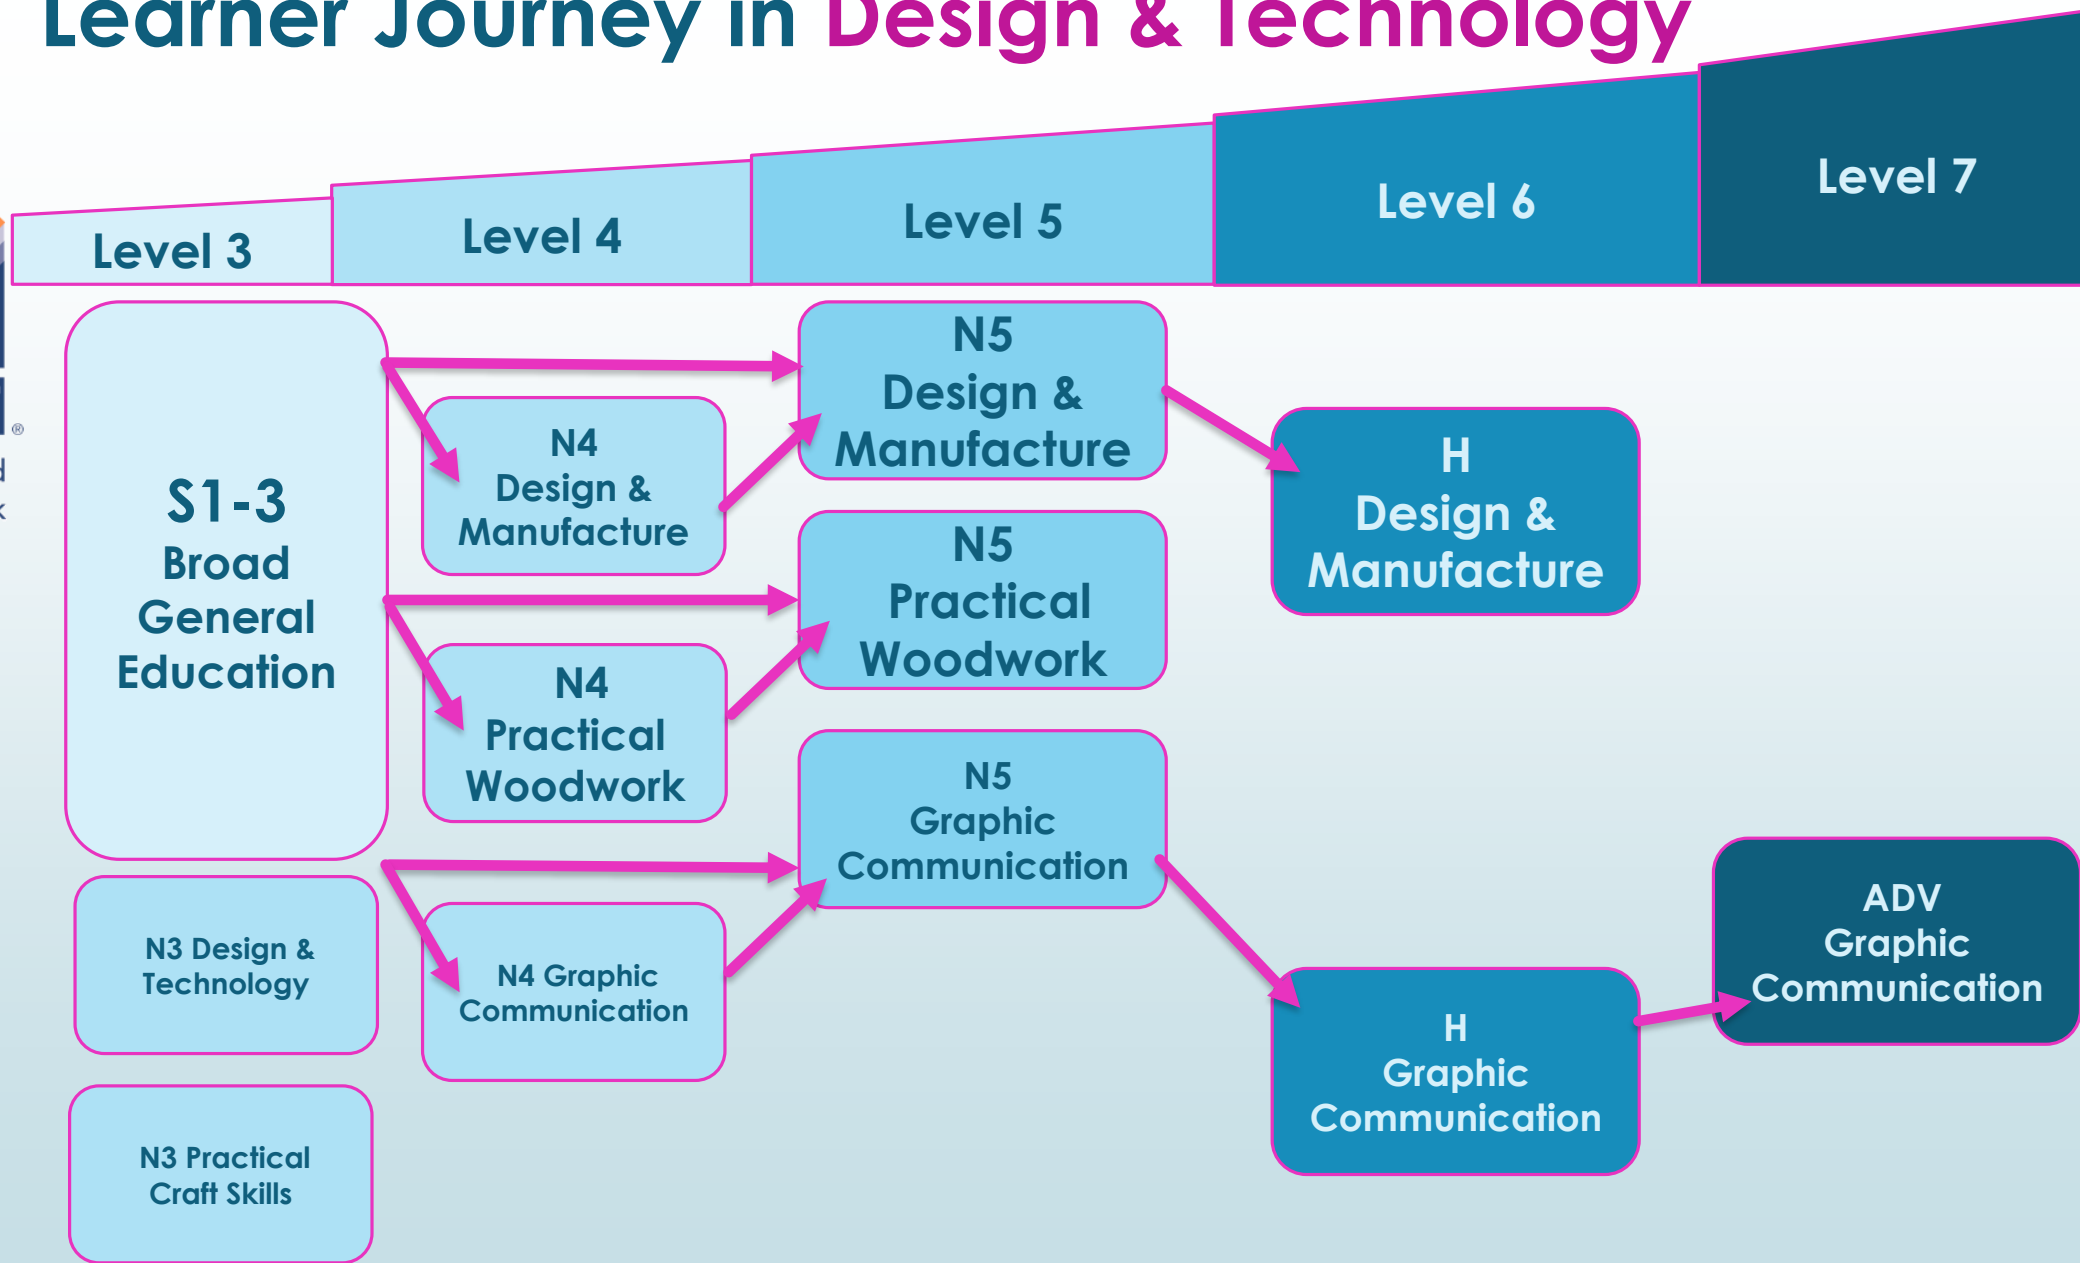 Learner Journey in Design & Technology
Level 3
Level 4
Level 5
Level 6
Level 7
S1-3
Broad
General
Education
N3 Design &
Technology
N3 Practical
Craft Skills
N4
Design &
Manufacture
N4
Practical
Woodwork
N4 Graphic
Communication
N5
Design &
Manufacture
N5
Practical
Woodwork
N5
Graphic
Communication
H
Design &
Manufacture
H
Graphic
Communication
ADV
Graphic
Communication
®